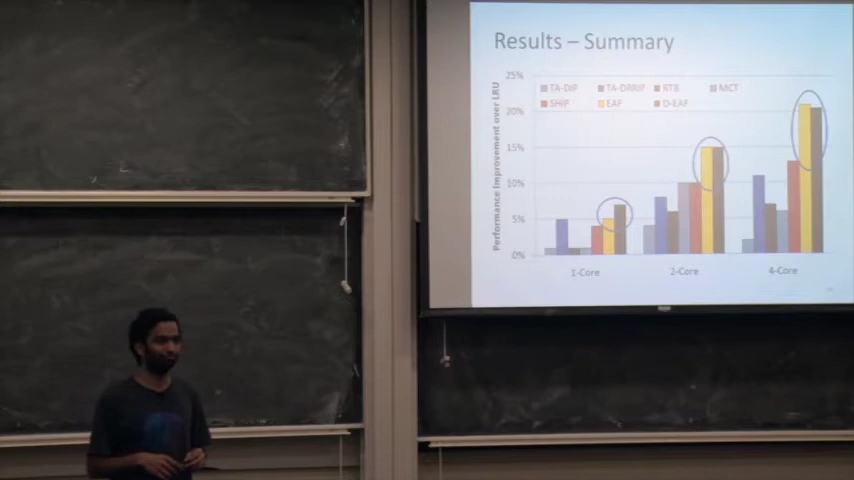 Results – Summary
Performance Improvement over LRU
25%
20%
15%
10%
5%
0%
TA-DIP TA-DRRIP RTB MCT
SHIP EAF D-EAF
1-Core 2-Core 4-Core